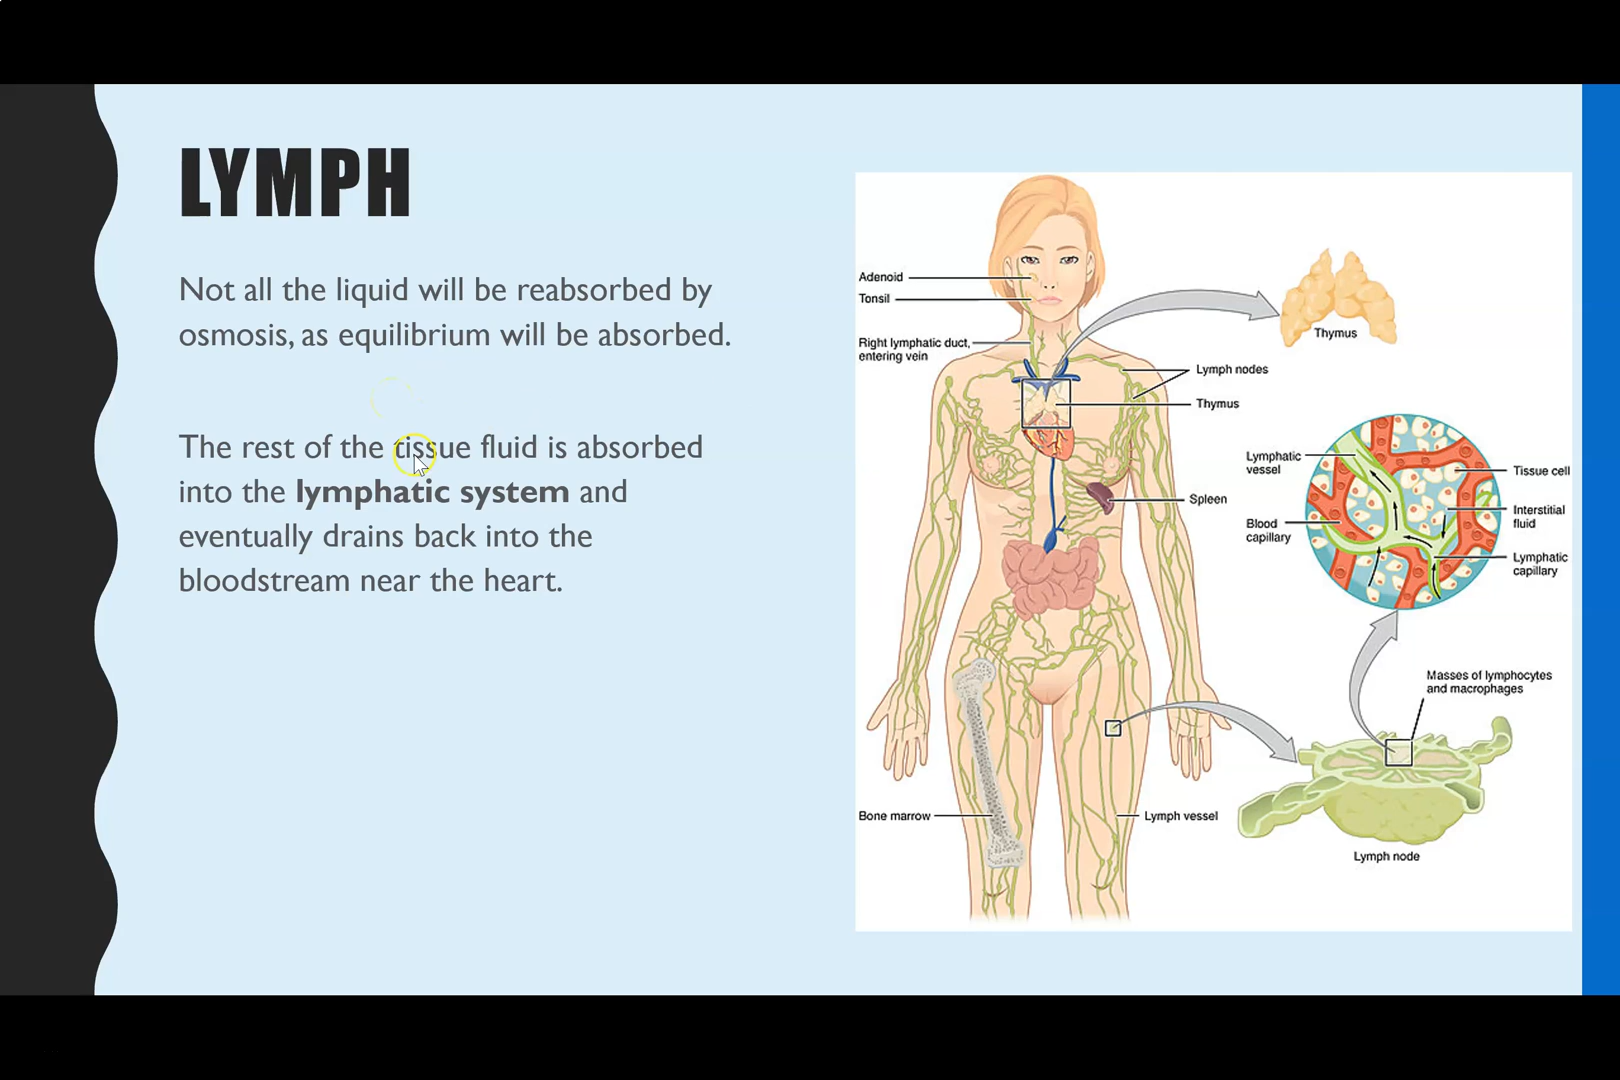 LYMPH
Not all the liquid will be reabsorbed by
osmosis, as equilibrium will be absorbed.
The rest of the tissue fluid is absorbed
into the lymphatic system and
eventually drains back into the
bloodstream near the heart.
Adenoid
Tonsil
Right lymphatic duct,
entering vein
Thymus
Lymph nodes
Thymus
Spleen
Lymphatic
vessel
Tissue cell
Interstitial
fluid
Blood
capillary
Lymphatic
capillary
Masses of lymphocytes
and macrophages
Bone marrow
Lymph vessel
Lymph node